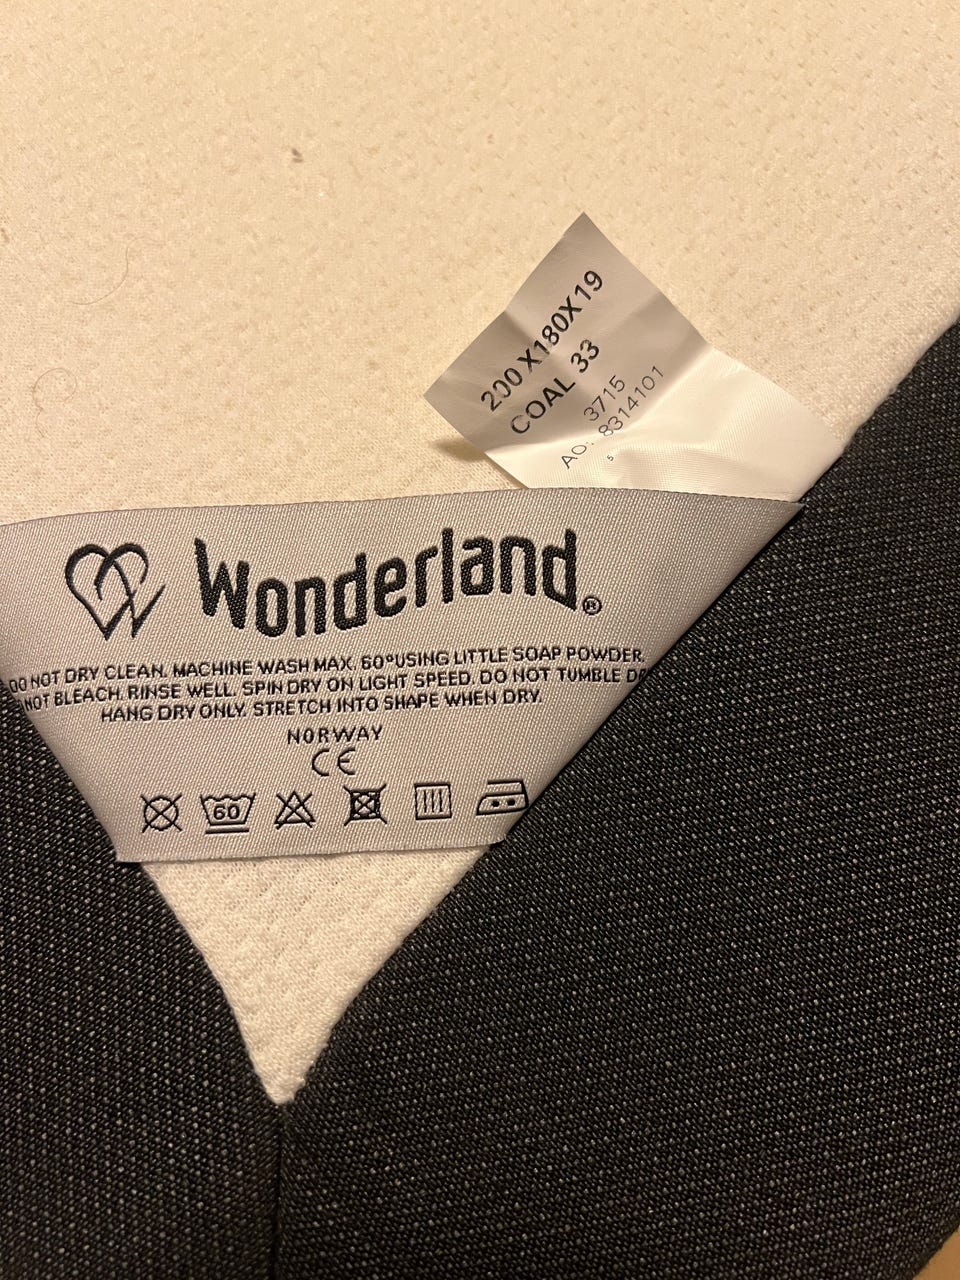 200 X180X19
COAL 33
3715
AO: 8314101
5
Wonderland®
DO NOT DRY CLEAN. MACHINE WASH MAX. 60° USING LITTLE SOAP POWDER.
NOT BLEACH. RINSE WELL. SPIN DRY ON LIGHT SPEED. DO NOT TUMBLE
HANG DRY ONLY. STRETCH INTO SHAPE WHEN DRY.
NORWAY
CE
60